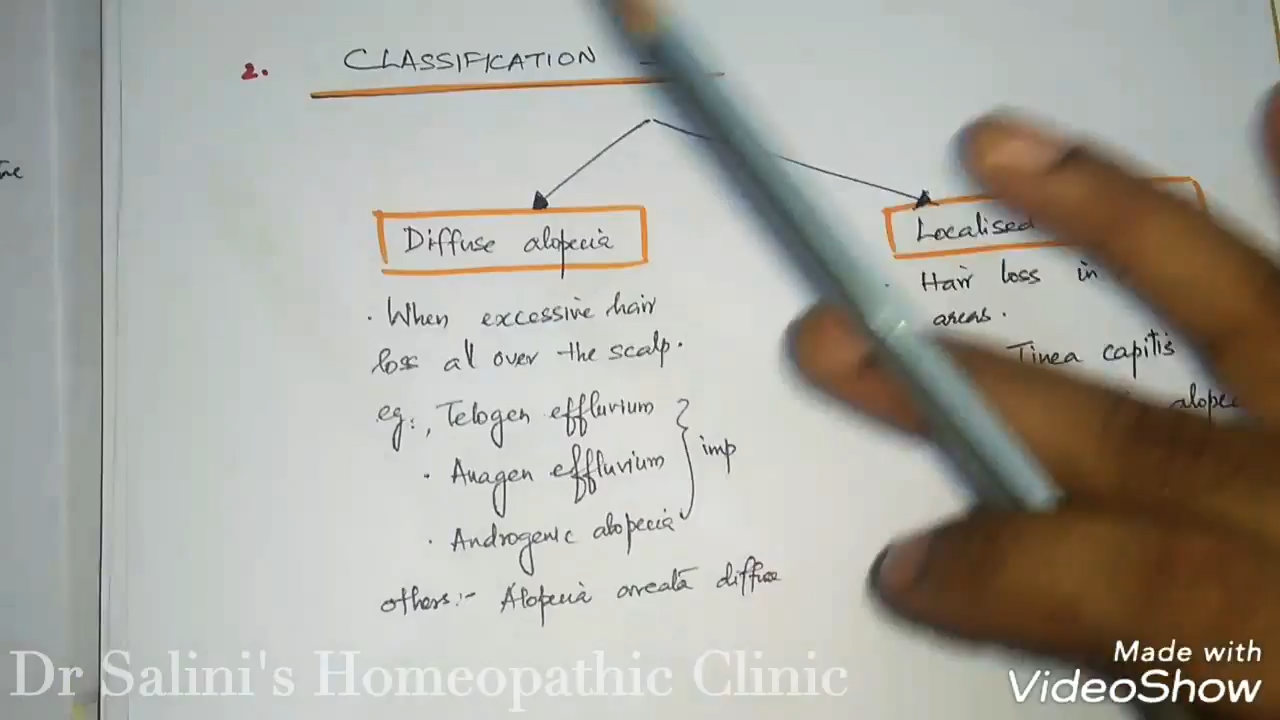 2. CLASSIFICATION
Diffuse alopecia
. When excessive hair
loss all over the scalp.
eg:, Telogen effluvium
. Anagen effluvium
. Androgenic alopecia
imp
others:- Alopecia areata diffuse
Localised
. Hair loss in
areas.
Tinea capitis
Dr Salini's Homeopathic Clinic
Made with
VideoShow